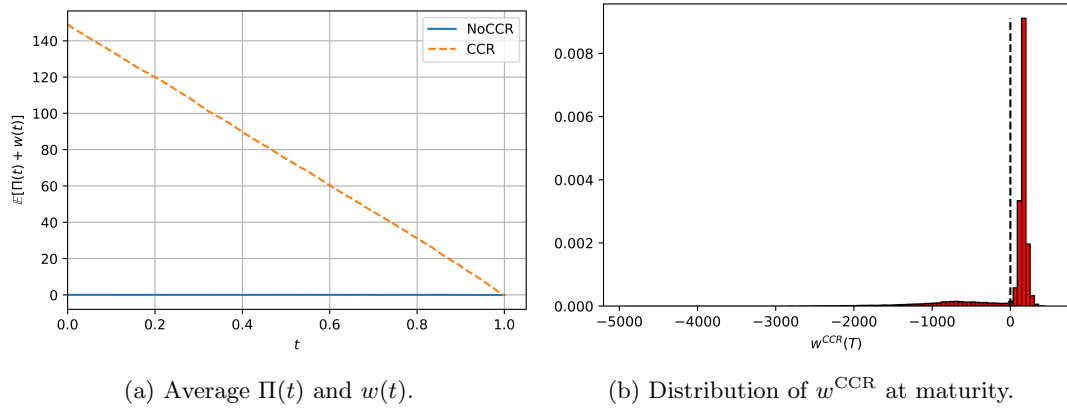 NoCCR
CCR
140
120
100
80
60
40
20
0
𝔼[Π(t) + w(t)]
0.0 0.2 0.4 0.6 0.8 1.0
t
(a) Average Π(t) and w(t).
0.008
0.006
0.004
0.002
0.000
−5000 −4000 −3000 −2000 −1000 0
w^{CCR}(T)
(b) Distribution of w^{CCR} at maturity.